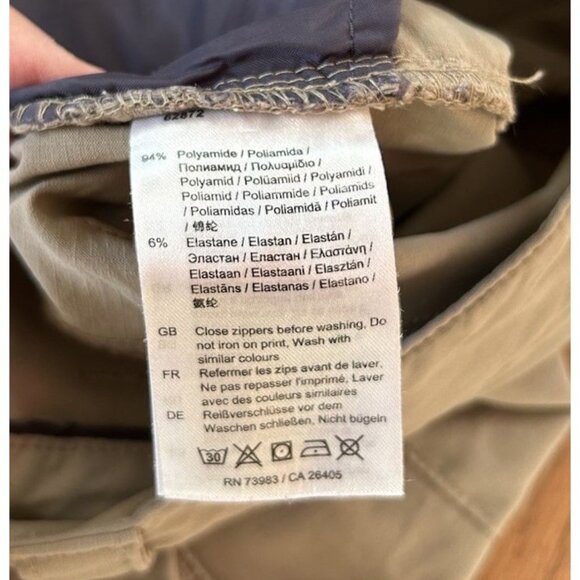 62672
94% Polyamide / Poliamida /
Полиамид / Πολυαμίδιο /
Polyamid / Polüamiid / Polyamidi /
Poliamid / Poliammide / Poliamids
/ Poliamidas / Poliamidă / Poliamit
/ 锦纶
6% Elastane / Elastan / Elastán /
Эластан / Еластан / Ελαστάνη /
Elastaan / Elastaani / Elasztán /
Elastāns / Elastanas / Elastano /
氨纶
GB Close zippers before washing, Do
not iron on print, Wash with
similar colours
FR Refermer les zips avant de laver,
Ne pas repasser l'imprimé, Laver
avec des couleurs similaires
DE Reißverschlüsse vor dem
Waschen schließen, Nicht bügeln
30
RN 73983 / CA 26405